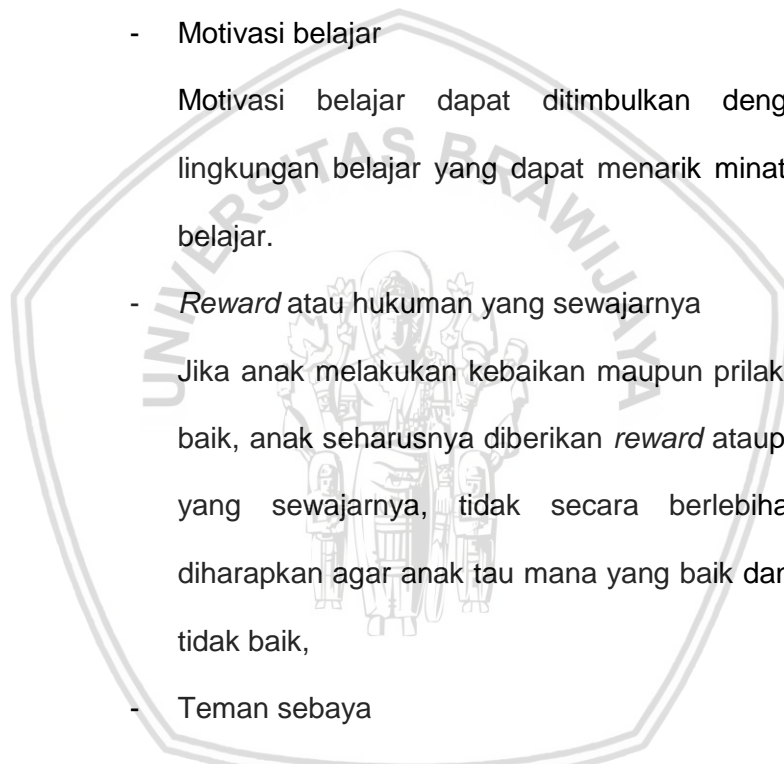 - Motivasi belajar
Motivasi belajar dapat ditimbulkan deng
lingkungan belajar yang dapat menarik minat
belajar.
- Reward atau hukuman yang sewajarnya
Jika anak melakukan kebaikan maupun prilak
baik, anak seharusnya diberikan reward ataup
yang sewajarnya, tidak secara berlebiha
diharapkan agar anak tau mana yang baik dan
tidak baik,
- Teman sebaya
UNIVERSITAS BRAWIJAYA